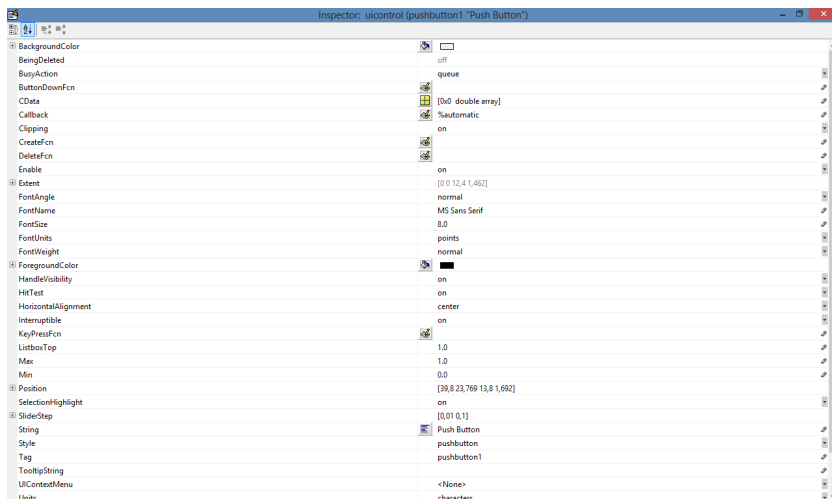 Inspector: uicontrol (pushbutton1 "Push Button")
BackgroundColor
BeingDeleted off
BusyAction queue
ButtonDownFcn
CData [0x0 double array]
Callback %automatic
Clipping on
CreateFcn
DeleteFcn
Enable on
Extent [0 0 12,4 1,462]
FontAngle normal
FontName MS Sans Serif
FontSize 8.0
FontUnits points
FontWeight normal
ForegroundColor
HandleVisibility on
HitTest on
HorizontalAlignment center
Interruptible on
KeyPressFcn
ListboxTop 1.0
Max 1.0
Min 0.0
Position [39,8 23,769 13,8 1,692]
SelectionHighlight on
SliderStep [0,01 0,1]
String Push Button
Style pushbutton
Tag pushbutton1
TooltipString
UIContextMenu <None>
Units characters